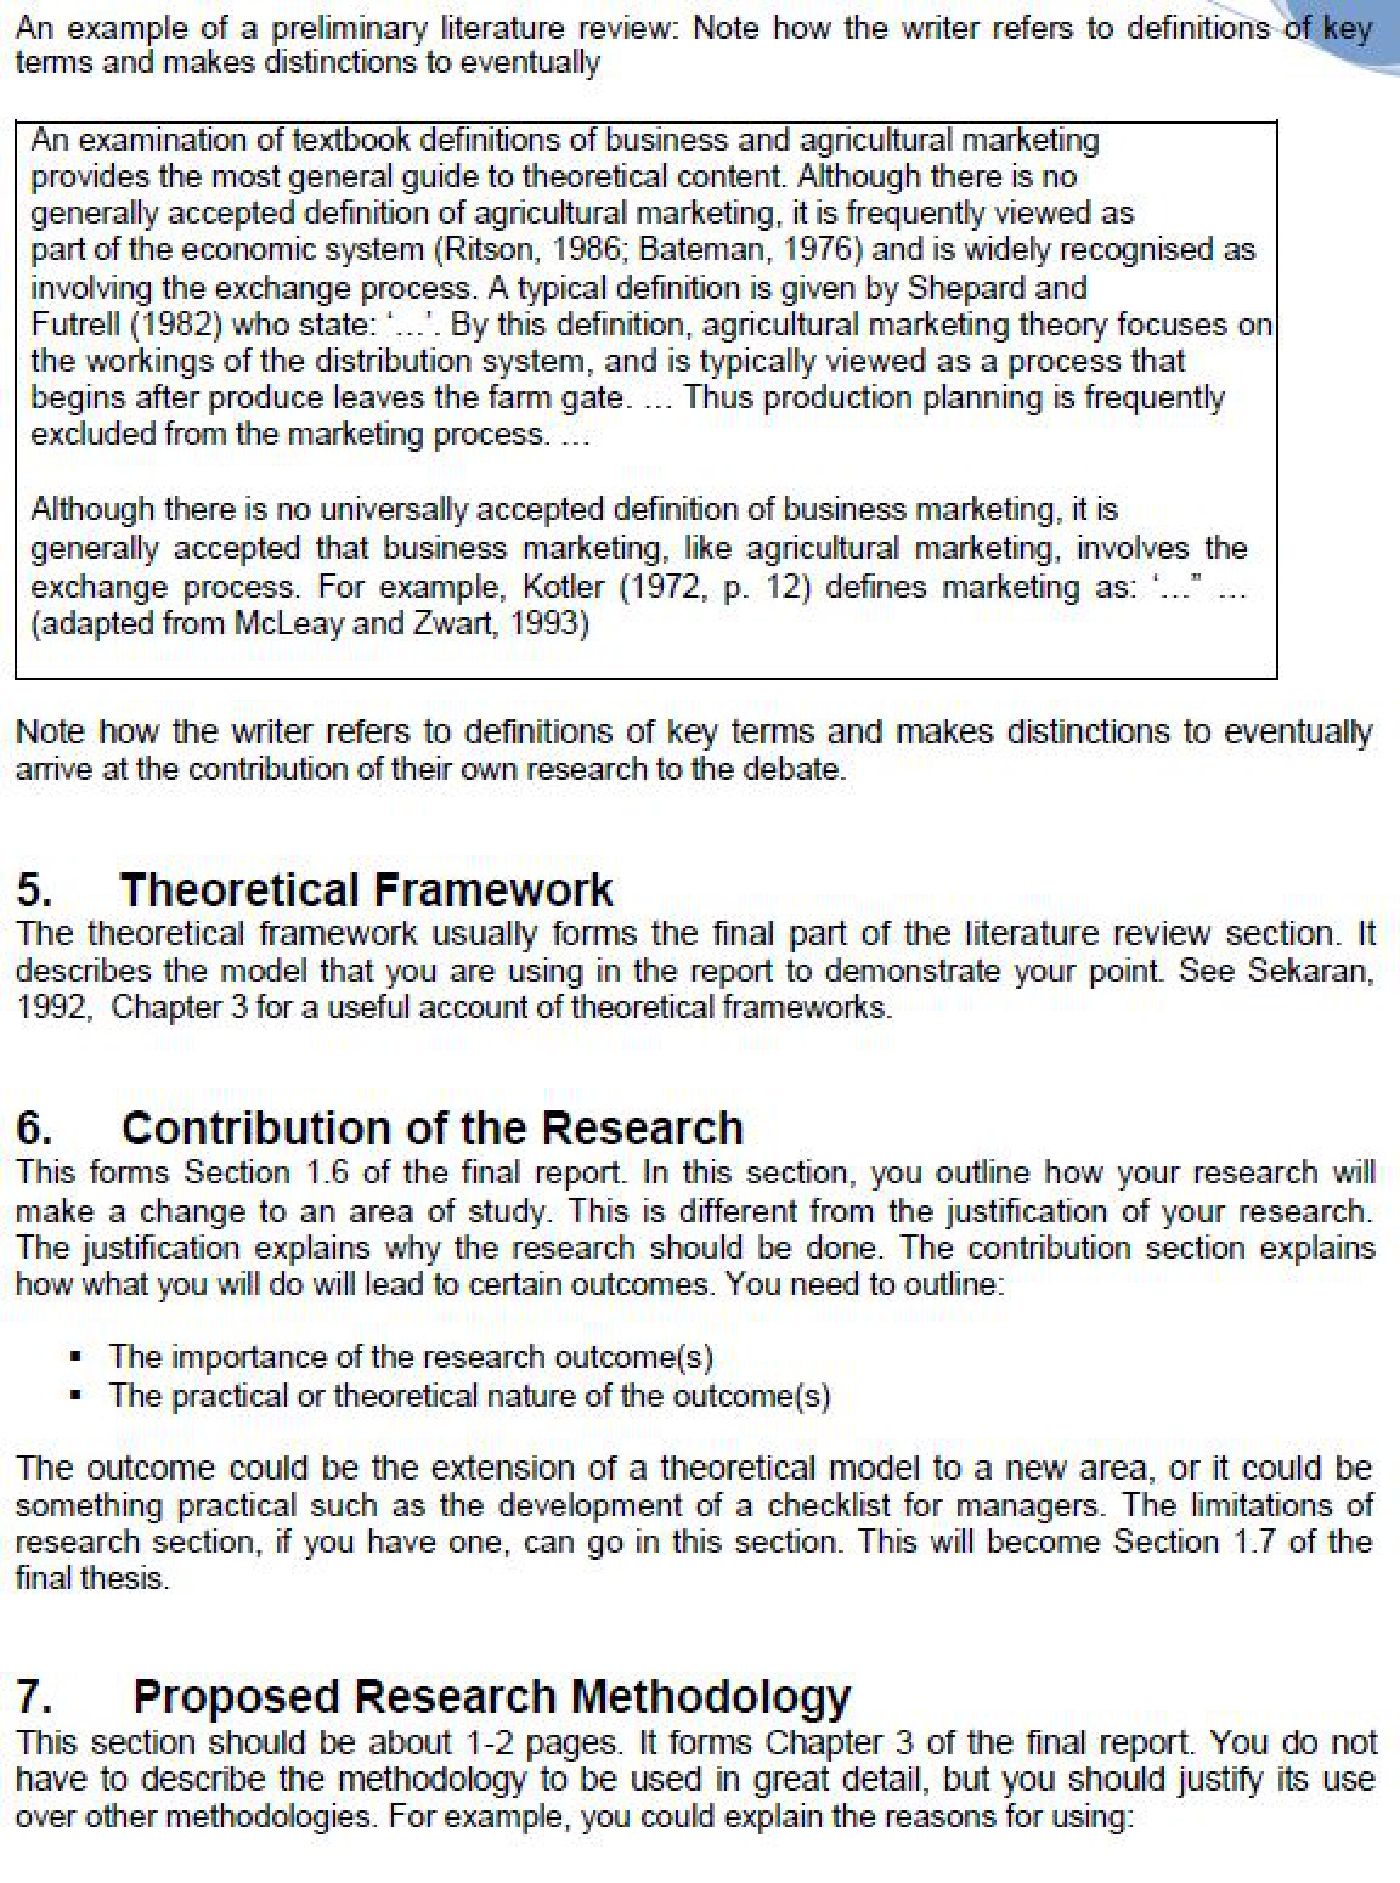 An example of a preliminary literature review: Note how the writer refers to definitions of key
terms and makes distinctions to eventually
An examination of textbook definitions of business and agricultural marketing
provides the most general guide to theoretical content. Although there is no
generally accepted definition of agricultural marketing, it is frequently viewed as
part of the economic system (Ritson, 1986; Bateman, 1976) and is widely recognised as
involving the exchange process. A typical definition is given by Shepard and
Futrell (1982) who state: ‘...’. By this definition, agricultural marketing theory focuses on
the workings of the distribution system, and is typically viewed as a process that
begins after produce leaves the farm gate. ... Thus production planning is frequently
excluded from the marketing process. ...
Although there is no universally accepted definition of business marketing, it is
generally accepted that business marketing, like agricultural marketing, involves the
exchange process. For example, Kotler (1972, p. 12) defines marketing as: ‘...” ...
(adapted from McLeay and Zwart, 1993)
Note how the writer refers to definitions of key terms and makes distinctions to eventually
arrive at the contribution of their own research to the debate.
5. Theoretical Framework
The theoretical framework usually forms the final part of the literature review section. It
describes the model that you are using in the report to demonstrate your point. See Sekaran,
1992, Chapter 3 for a useful account of theoretical frameworks.
6. Contribution of the Research
This forms Section 1.6 of the final report. In this section, you outline how your research will
make a change to an area of study. This is different from the justification of your research.
The justification explains why the research should be done. The contribution section explains
how what you will do will lead to certain outcomes. You need to outline:
▪ The importance of the research outcome(s)
▪ The practical or theoretical nature of the outcome(s)
The outcome could be the extension of a theoretical model to a new area, or it could be
something practical such as the development of a checklist for managers. The limitations of
research section, if you have one, can go in this section. This will become Section 1.7 of the
final thesis.
7. Proposed Research Methodology
This section should be about 1-2 pages. It forms Chapter 3 of the final report. You do not
have to describe the methodology to be used in great detail, but you should justify its use
over other methodologies. For example, you could explain the reasons for using: